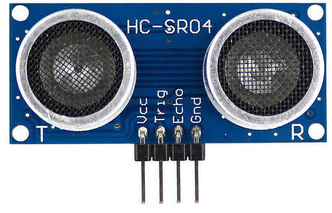 HC-SR04
Vcc
Trig
Echo
Gnd
T
R